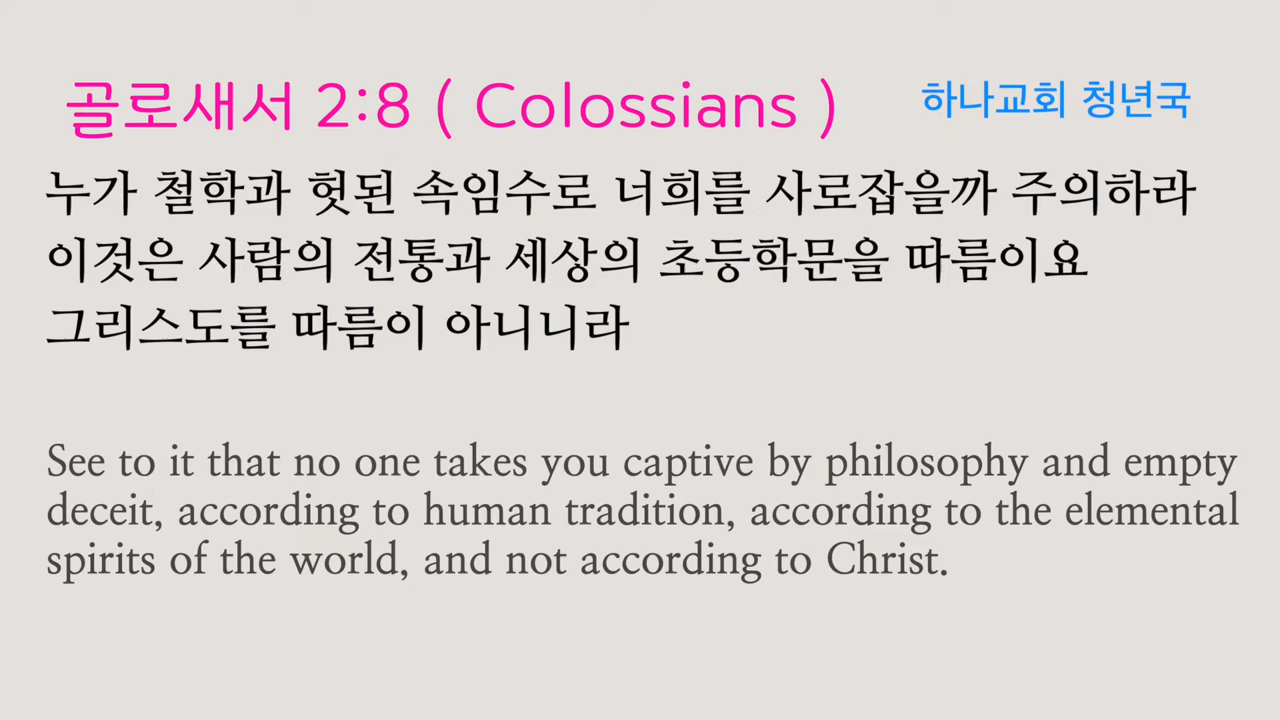 골로새서 2:8 ( Colossians ) 하나교회 청년국
누가 철학과 헛된 속임수로 너희를 사로잡을까 주의하라
이것은 사람의 전통과 세상의 초등학문을 따름이요
그리스도를 따름이 아니니라
See to it that no one takes you captive by philosophy and empty
deceit, according to human tradition, according to the elemental
spirits of the world, and not according to Christ.